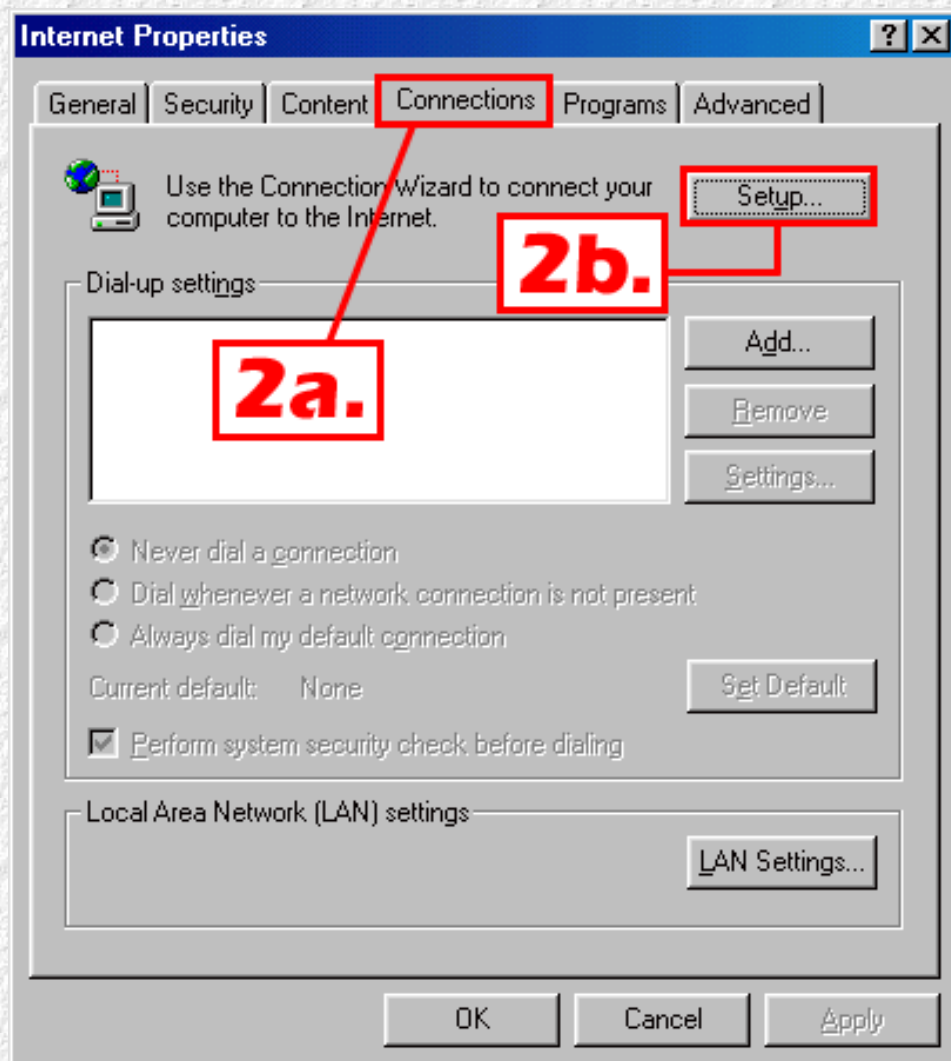 Internet Properties
General Security Content Connections Programs Advanced
Use the Connection Wizard to connect your
computer to the Internet.
Setup...
2b.
Dial-up settings
2a.
Add...
Remove
Settings...
Never dial a connection
Dial whenever a network connection is not present
Always dial my default connection
Current default: None
Set Default
Perform system security check before dialing
Local Area Network (LAN) settings
LAN Settings...
OK Cancel Apply